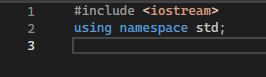 1 #include <iostream>
2 using namespace std;
3